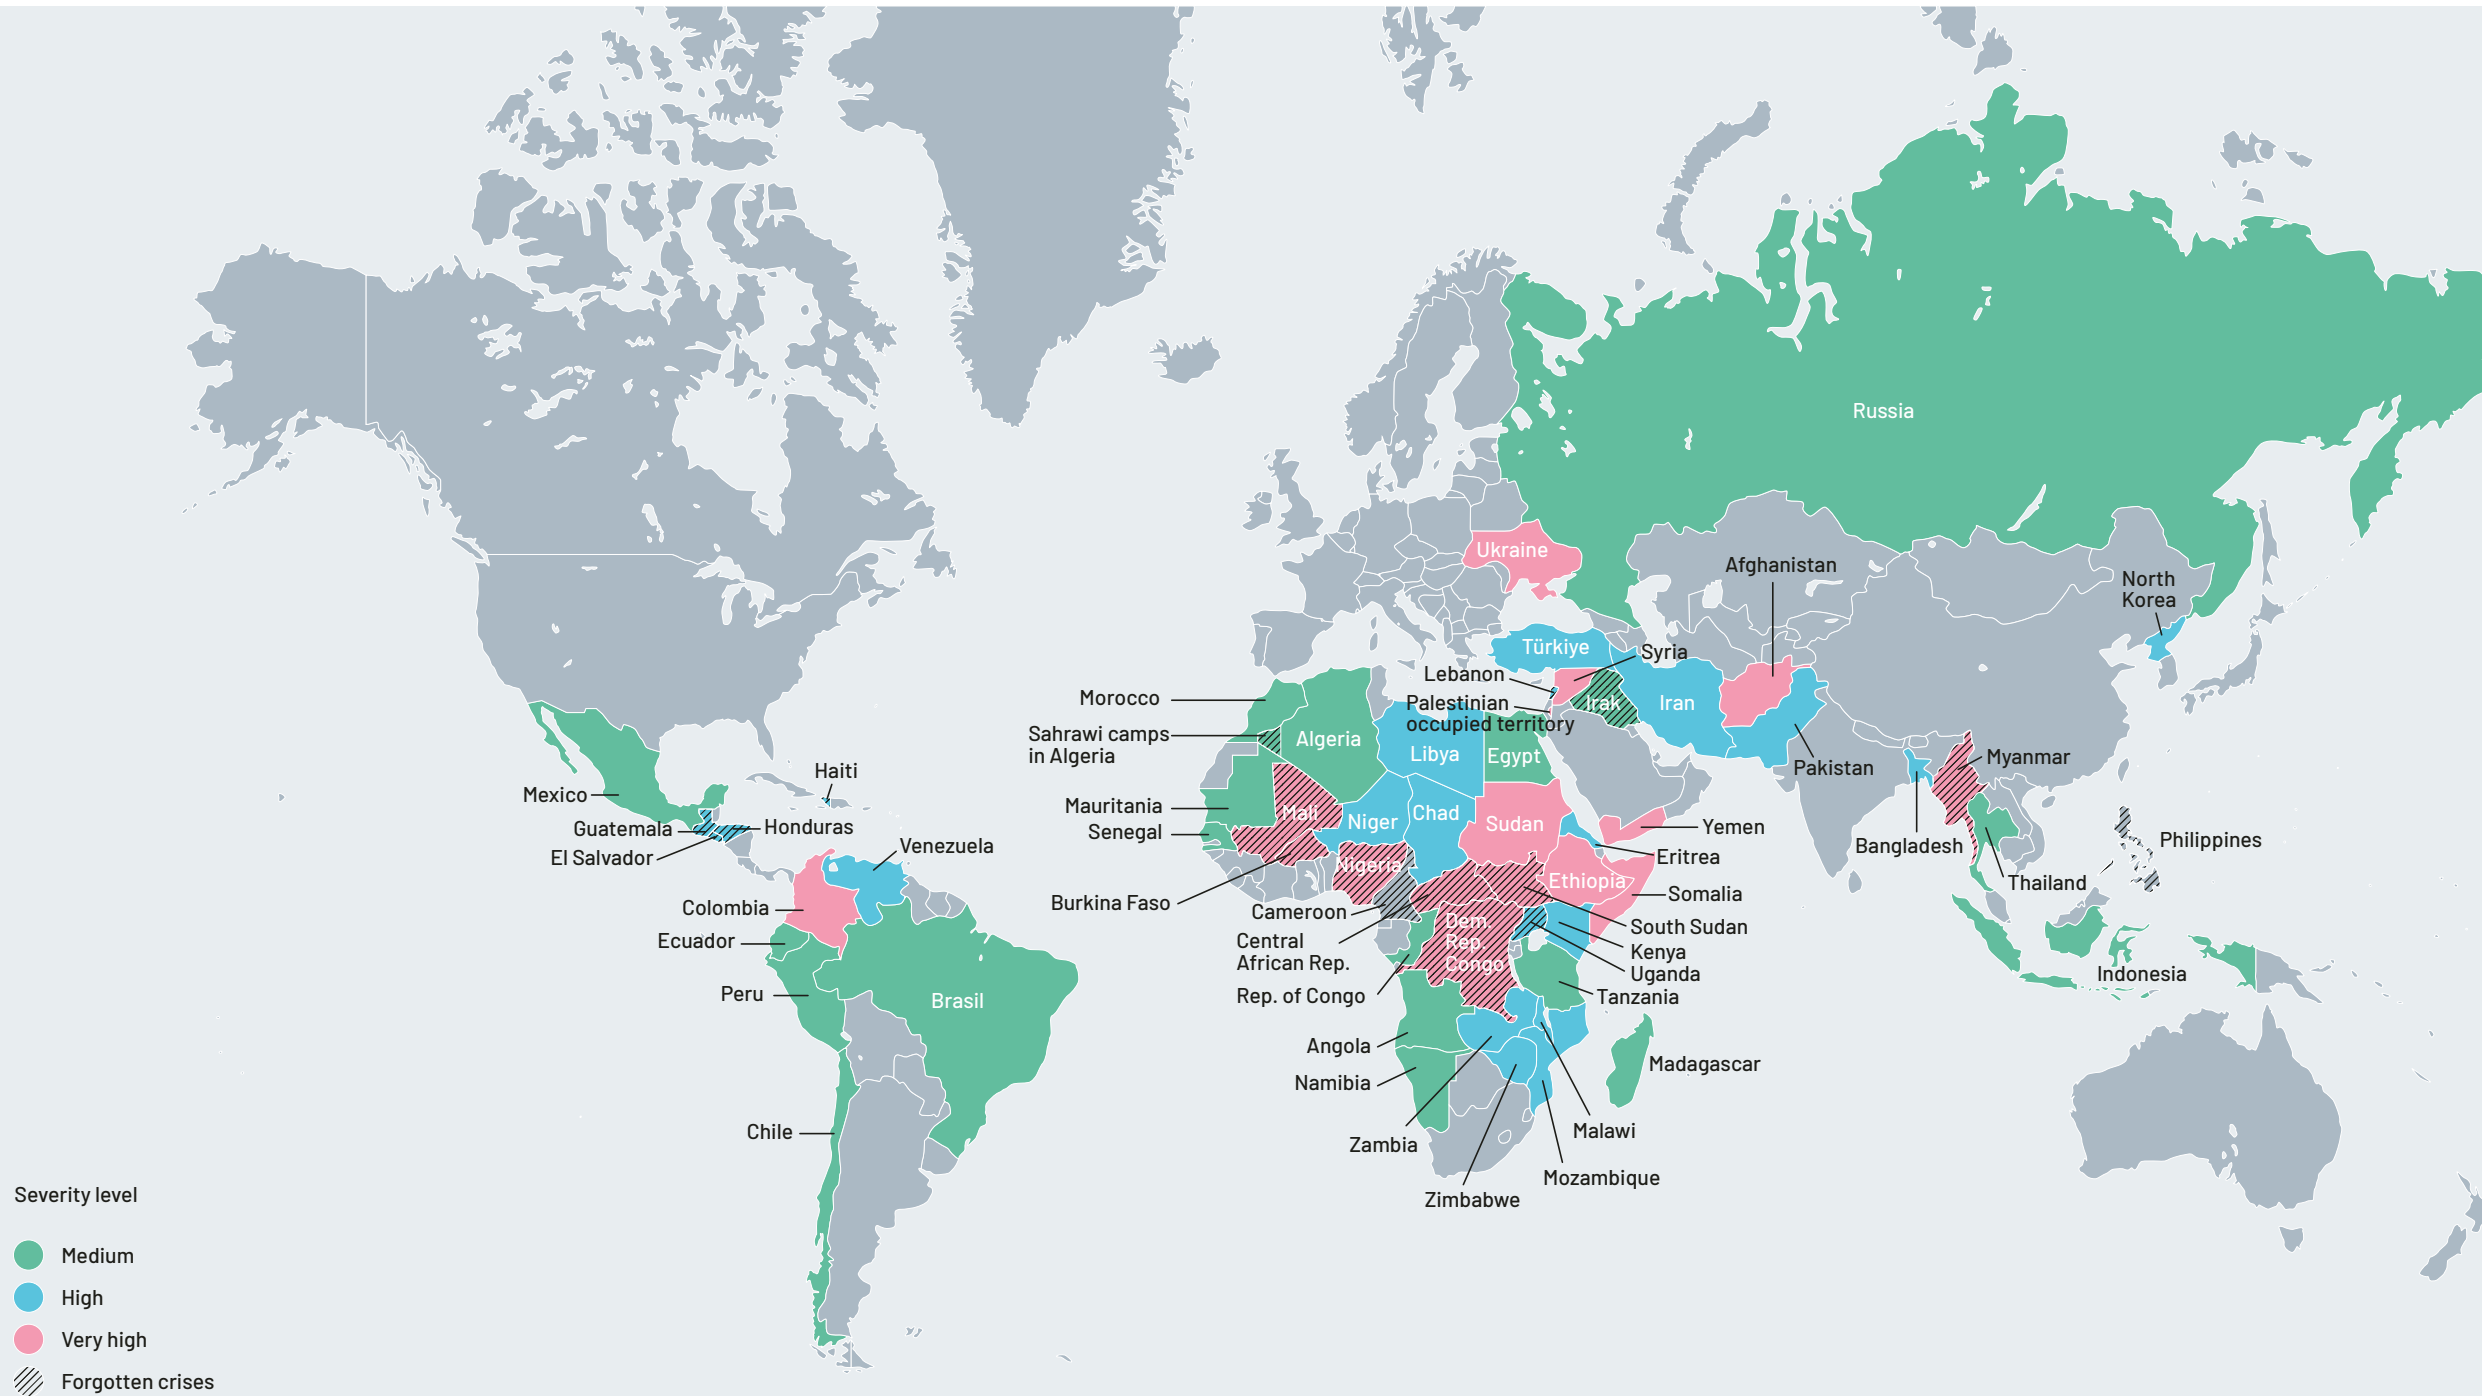 Russia
Ukraine
Afghanistan
North
Korea
Türkiye
Syria
Lebanon
Morocco
Palestinian
occupied territory
Irak
Iran
Sahrawi camps
in Algeria
Algeria
Libya
Egypt
Pakistan
Myanmar
Haiti
Mexico
Mauritania
Mali
Niger
Chad
Sudan
Yemen
Guatemala
Honduras
Senegal
El Salvador
Venezuela
Nigeria
Eritrea
Bangladesh
Philippines
Ethiopia
Thailand
Somalia
Burkina Faso
Colombia
Cameroon
Dem.
Rep.
Congo
South Sudan
Ecuador
Central
African Rep.
Kenya
Uganda
Indonesia
Peru
Brasil
Rep. of Congo
Tanzania
Angola
Madagascar
Namibia
Chile
Zambia
Malawi
Mozambique
Zimbabwe
Severity level
Medium
High
Very high
Forgotten crises